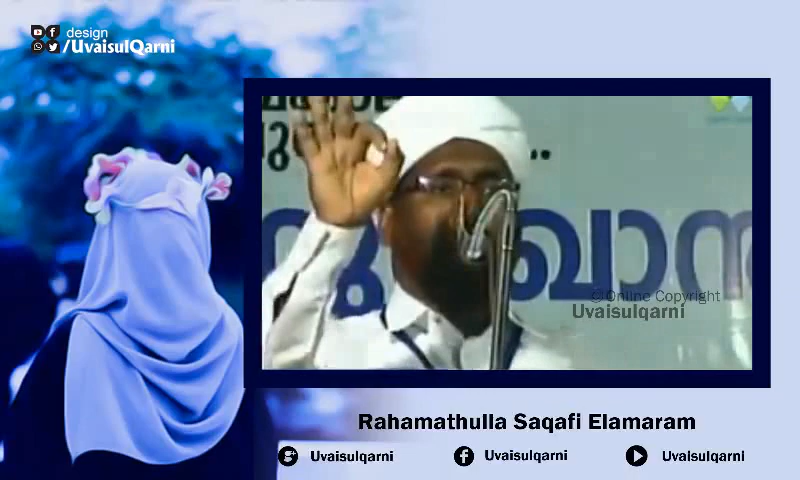 design
/UvaisulQarni
..
ഖാൻ
© Online Copyright
Uvaisulqarni
Rahamathulla Saqafi Elamaram
Uvaisulqarni
Uvaisulqarni
Uvaisulqarni